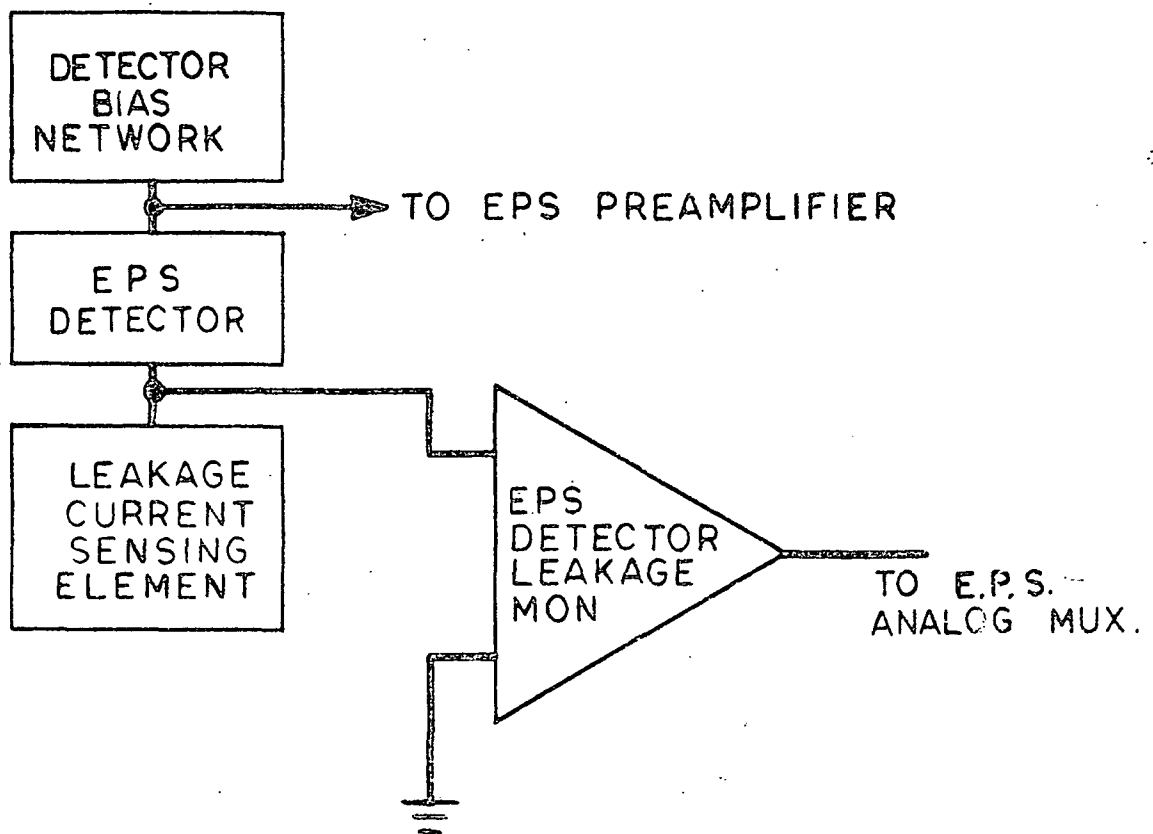 DETECTOR
BIAS
NETWORK
TO EPS PREAMPLIFIER
EPS
DETECTOR
LEAKAGE
CURRENT
SENSING
ELEMENT
EPS
DETECTOR
LEAKAGE
MON
TO E.P.S.
ANALOG MUX.